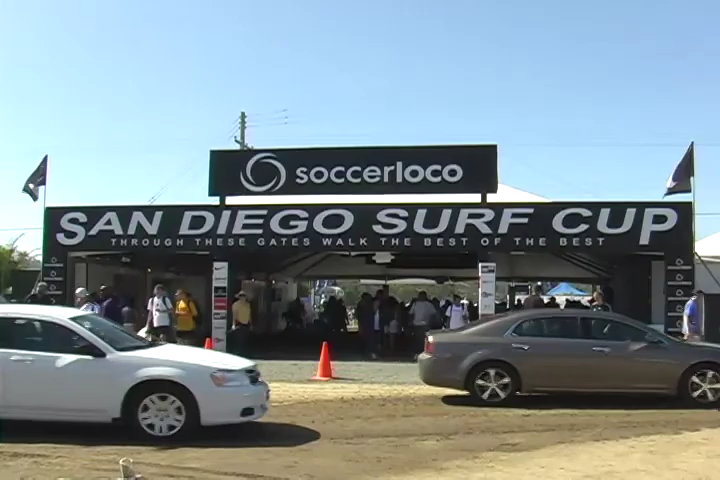 soccerloco
SAN DIEGO SURF CUP
THROUGH THESE GATES WALK THE BEST OF THE BEST